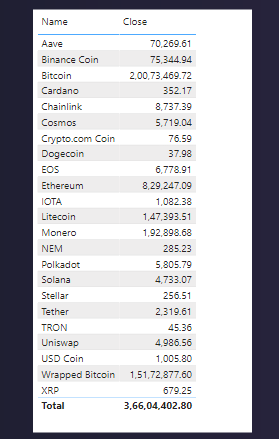 Name Close
Aave 70,269.61
Binance Coin 75,344.94
Bitcoin 2,00,73,469.72
Cardano 352.17
Chainlink 8,737.39
Cosmos 5,719.04
Crypto.com Coin 76.59
Dogecoin 37.98
EOS 6,778.91
Ethereum 8,29,247.09
IOTA 1,082.38
Litecoin 1,47,393.51
Monero 1,92,898.68
NEM 285.23
Polkadot 5,805.79
Solana 4,733.07
Stellar 256.51
Tether 2,319.61
TRON 45.36
Uniswap 4,986.56
USD Coin 1,005.80
Wrapped Bitcoin 1,51,72,877.60
XRP 679.25
Total 3,66,04,402.80